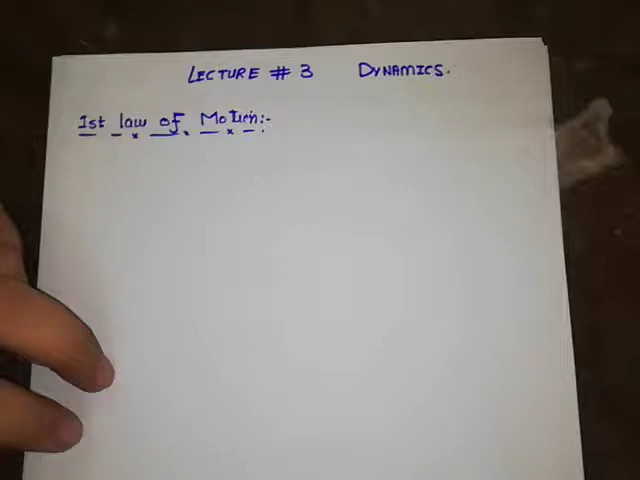 LECTURE # 3 DYNAMICS.
1st law of Motion:-